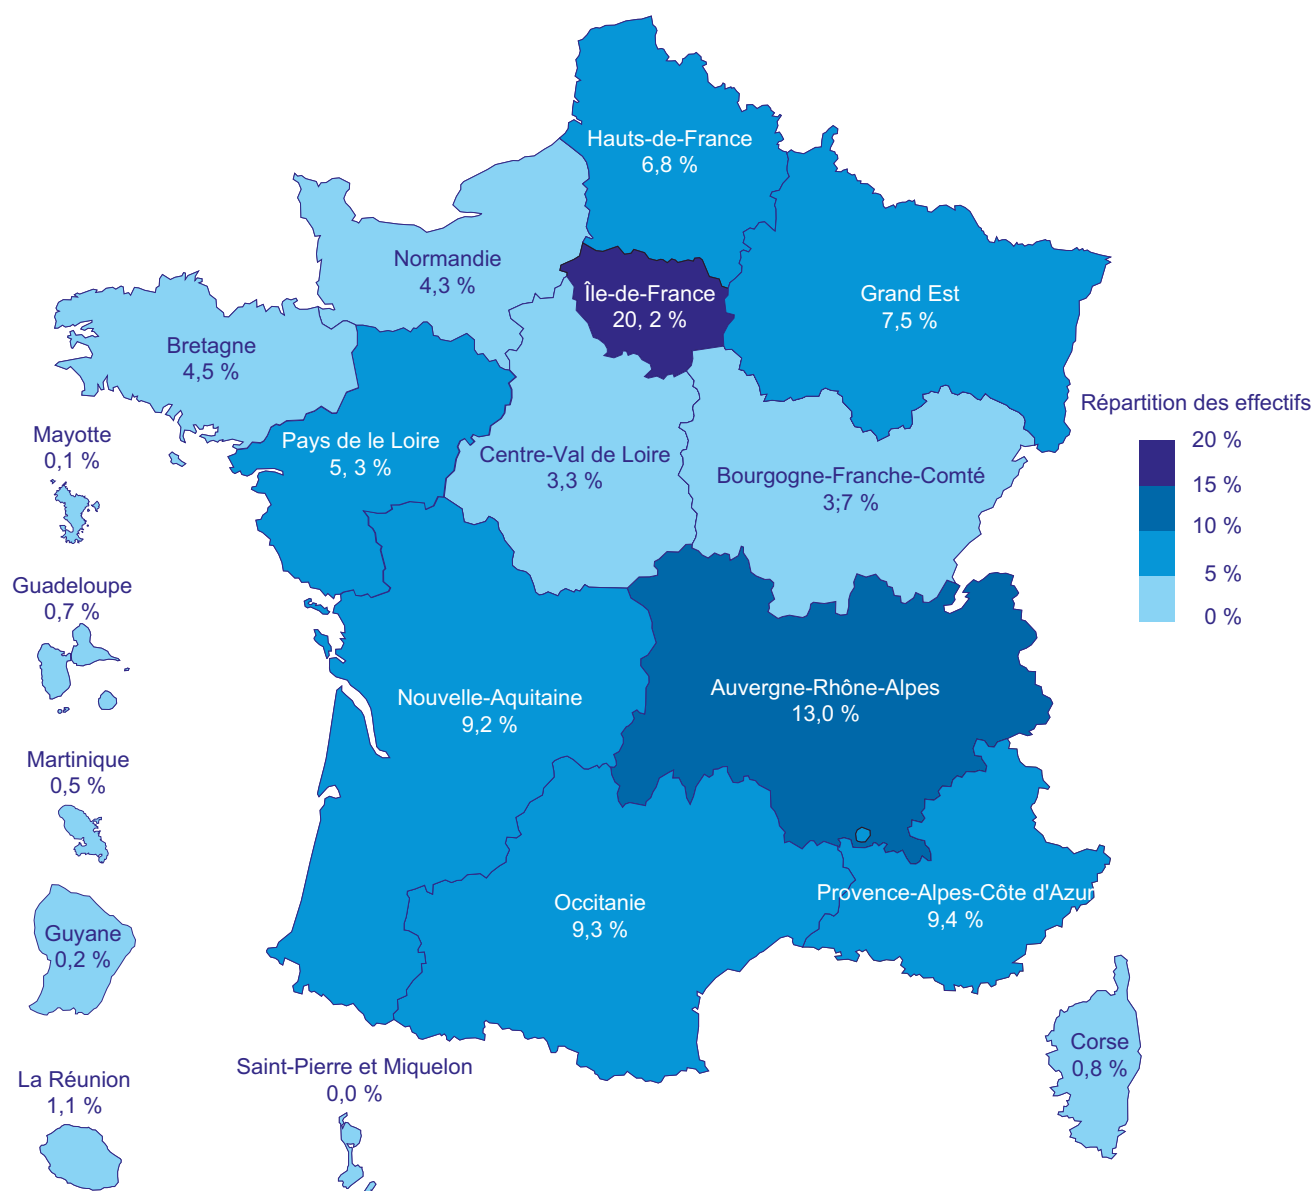 Hauts-de-France
6,8 %
Normandie
4,3 %
Île-de-France
20, 2 %
Grand Est
7,5 %
Bretagne
4,5 %
Pays de le Loire
5, 3 %
Centre-Val de Loire
3,3 %
Bourgogne-Franche-Comté
3;7 %
Répartition des effectifs
20 %
15 %
10 %
5 %
0 %
Mayotte
0,1 %
Guadeloupe
0,7 %
Nouvelle-Aquitaine
9,2 %
Auvergne-Rhône-Alpes
13,0 %
Martinique
0,5 %
Occitanie
9,3 %
Provence-Alpes-Côte d'Azur
9,4 %
Guyane
0,2 %
Corse
0,8 %
La Réunion
1,1 %
Saint-Pierre et Miquelon
0,0 %